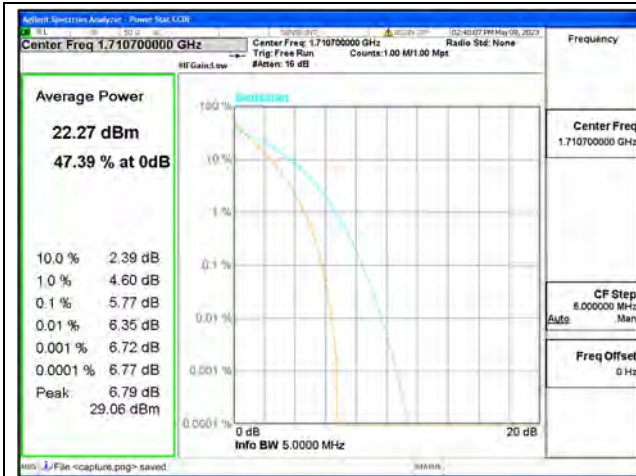 Agilent Spectrum Analyzer - Power Stat CCDF
RL
50 Ω
02:40:07 PM May 09, 2023
Center Freq 1.710700000 GHz
Center Freq: 1.710700000 GHz
Radio Std: None
Trig: Free Run
Counts:1.00 M/1.00 Mpt
#IFGain:Low
#Atten: 16 dB
Frequency
Average Power
22.27 dBm
47.39 % at 0dB
10.0 % 2.39 dB
1.0 % 4.60 dB
0.1 % 5.77 dB
0.01 % 6.35 dB
0.001 % 6.72 dB
0.0001 % 6.77 dB
Peak 6.79 dB
29.06 dBm
Gaussian
100 %
10 %
1 %
0.1 %
0.01 %
0.001 %
0.0001 %
0 dB
20 dB
Info BW 5.0000 MHz
Center Freq
1.710700000 GHz
CF Step
6.000000 MHz
Auto Man
Freq Offset
0 Hz
MSG
File <capture.png> saved
STATUS